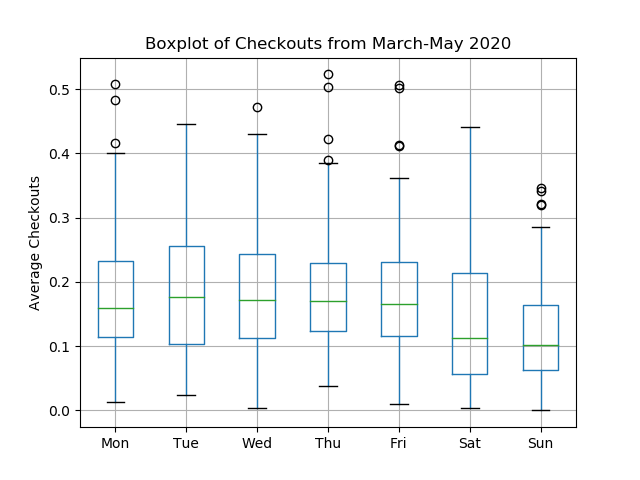 Boxplot of Checkouts from March-May 2020
Average Checkouts
0.5
0.4
0.3
0.2
0.1
0.0
Mon Tue Wed Thu Fri Sat Sun